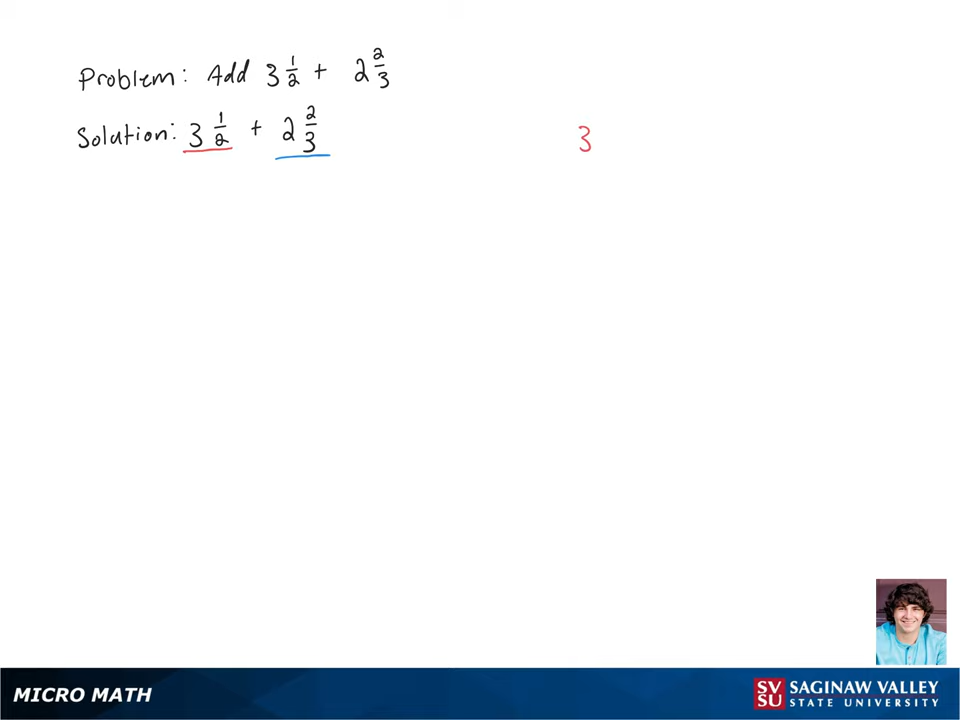 Problem: Add 3 1/2 + 2 2/3
Solution: 3 1/2 + 2 2/3
3
MICRO MATH
SVSU SAGINAW VALLEY STATE UNIVERSITY